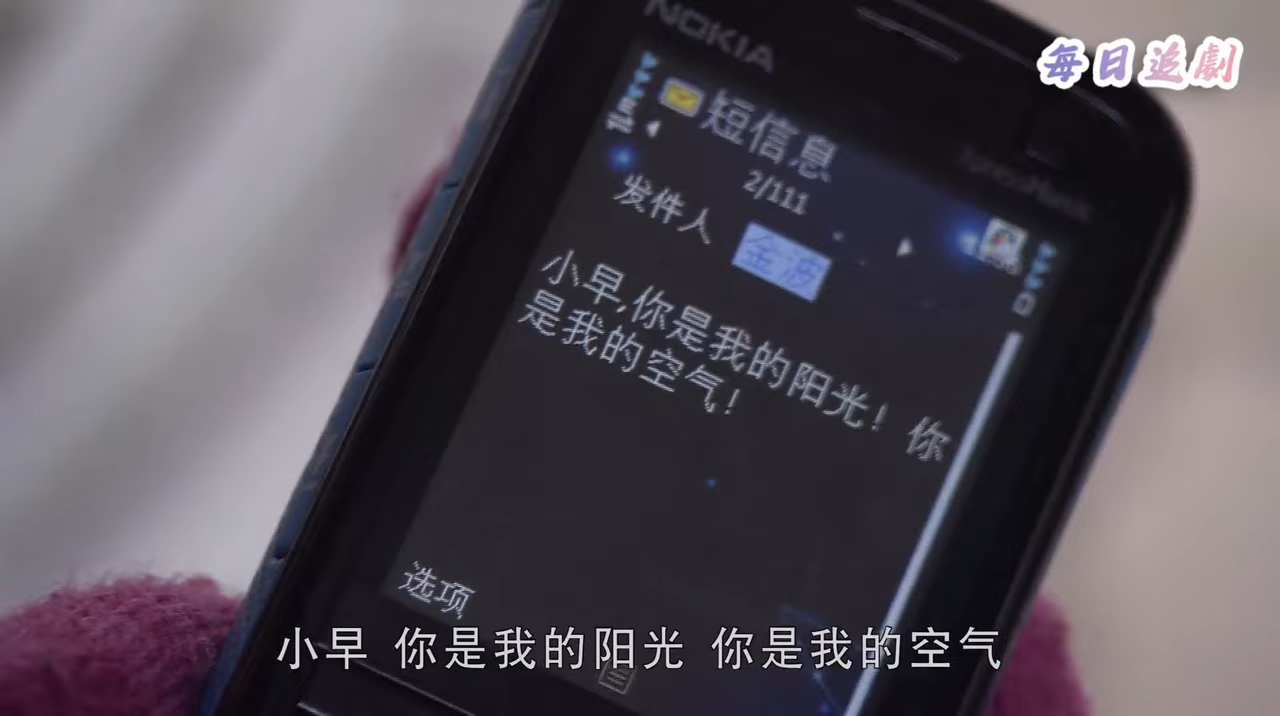 NOKIA
每日追劇
XpressMusic
短信息
2/111
发件人 金波
小早,你是我的阳光！你
是我的空气！
选项
小早 你是我的阳光 你是我的空气